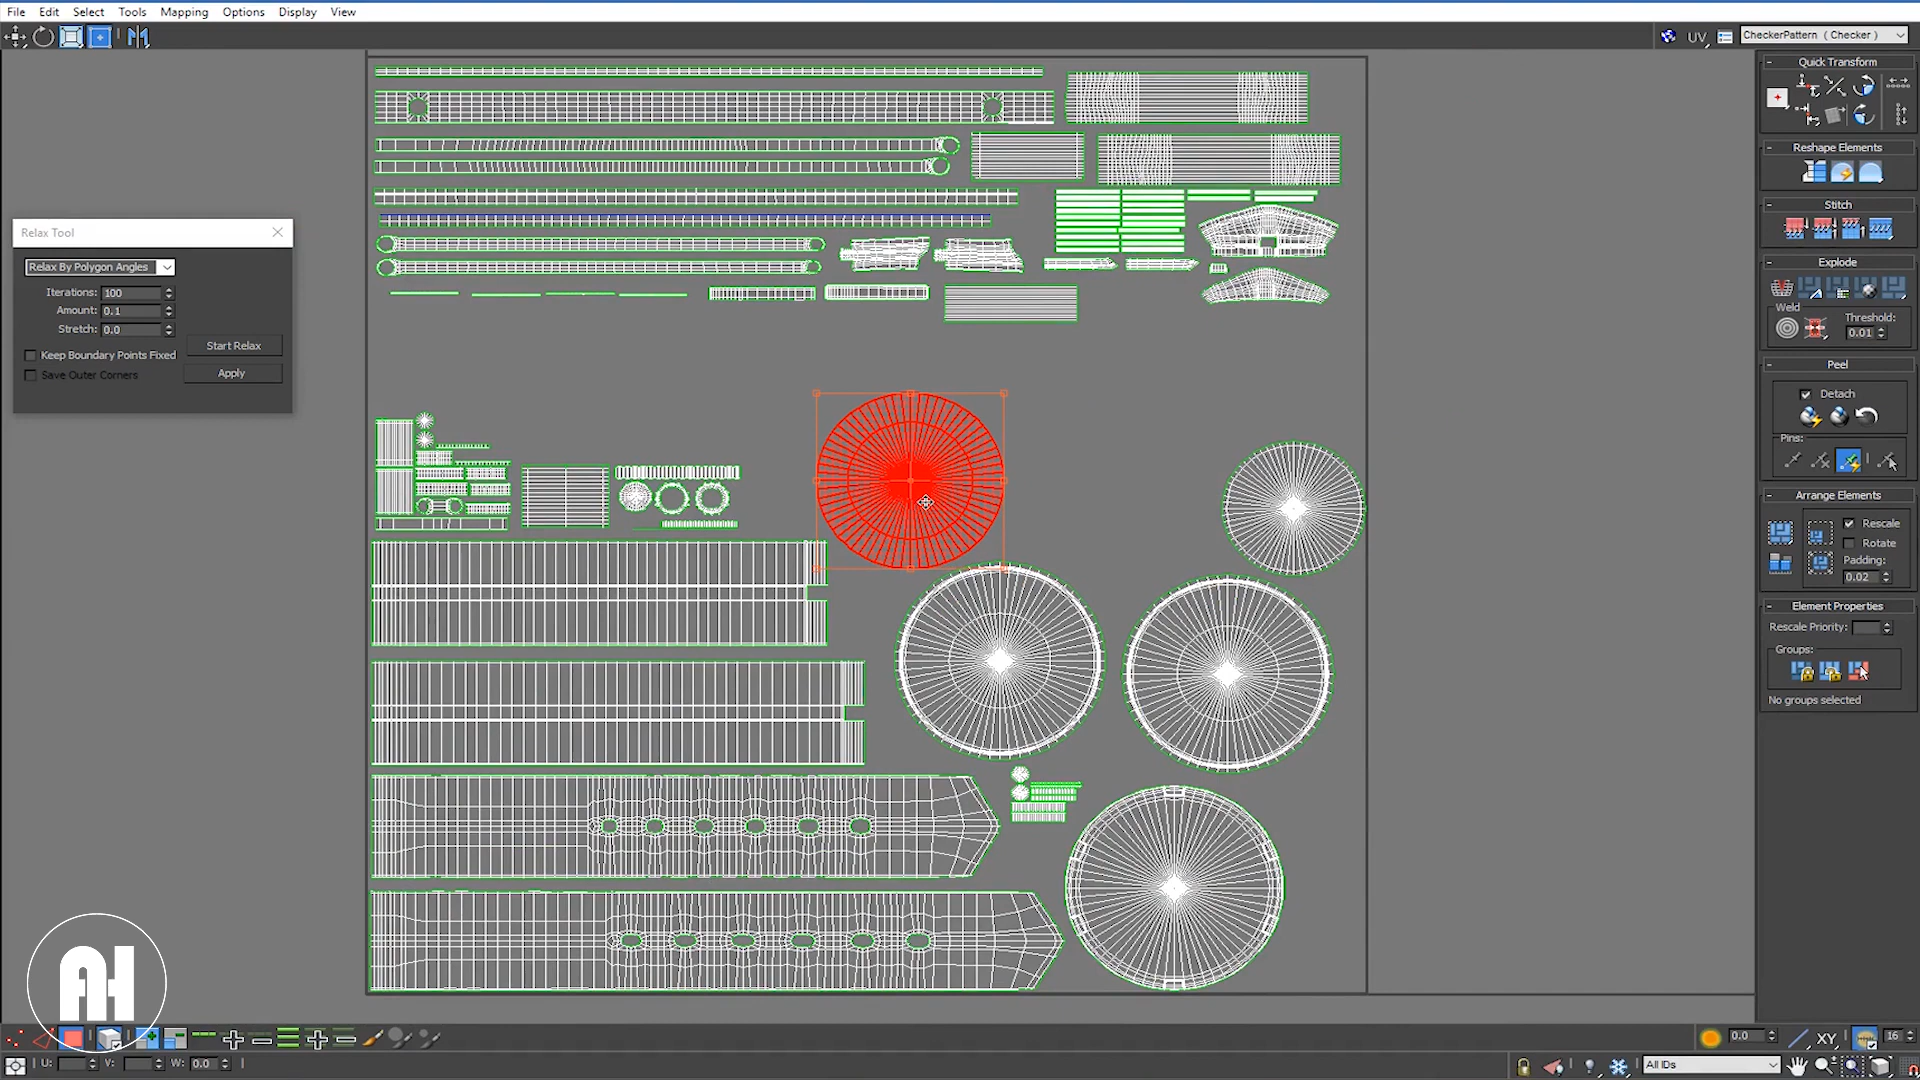 File Edit Select Tools Mapping Options Display View
UV CheckerPattern ( Checker )
Quick Transform
Reshape Elements
Stitch
Explode
Weld
Threshold:
0.01
Peel
Detach
Pins:
Arrange Elements
Rescale
Rotate
Padding:
0.02
Element Properties
Rescale Priority:
Groups:
No groups selected
Relax Tool
Relax By Polygon Angles
Iterations: 100
Amount: 0.1
Stretch: 0.0
Start Relax
Keep Boundary Points Fixed
Apply
Save Outer Corners
AH
0.0 XY 16
U: V: W: 0.0
All IDs